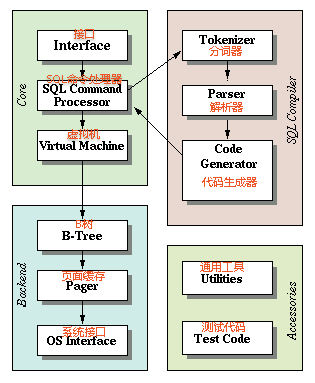 接口
Interface
SQL命令处理器
SQL Command
Processor
虚拟机
Virtual Machine
Core
Tokenizer
分词器
Parser
解析器
Code
Generator
代码生成器
SQL Compiler
B树
B-Tree
页面缓存
Pager
系统接口
OS Interface
Backend
通用工具
Utilities
测试代码
Test Code
Accessories